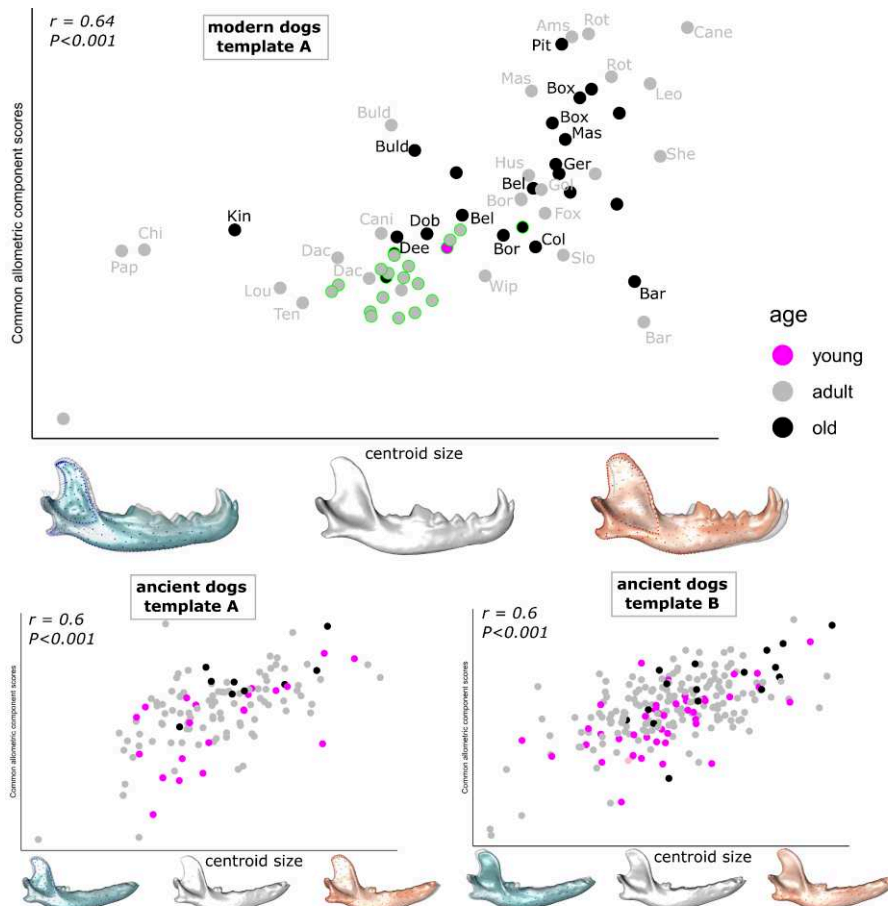 r = 0.64
P<0.001
modern dogs
template A
Common allometric component scores
Ams
Rot
Cane
Pit
Rot
Mas
Box
Leo
Buld
Box
Mas
Buld
She
Hus
Ger
Bel
Gol
Bor
Kin
Fox
Chi
Cani
Dob
Bel
Pap
Dee
Bor
Col
Dac
Slo
Dac
Wip
Lou
Bar
Ten
Bar
age
young
adult
old
centroid size
ancient dogs
template A
r = 0.6
P<0.001
Common allometric component scores
centroid size
ancient dogs
template B
r = 0.6
P<0.001
Common allometric component scores
centroid size